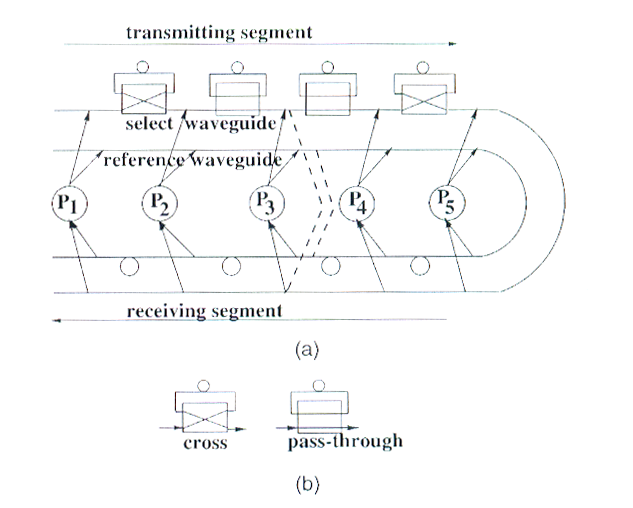 transmitting segment
select waveguide
reference waveguide
P1 P2 P3 P4 P5
receiving segment
(a)
cross pass-through
(b)